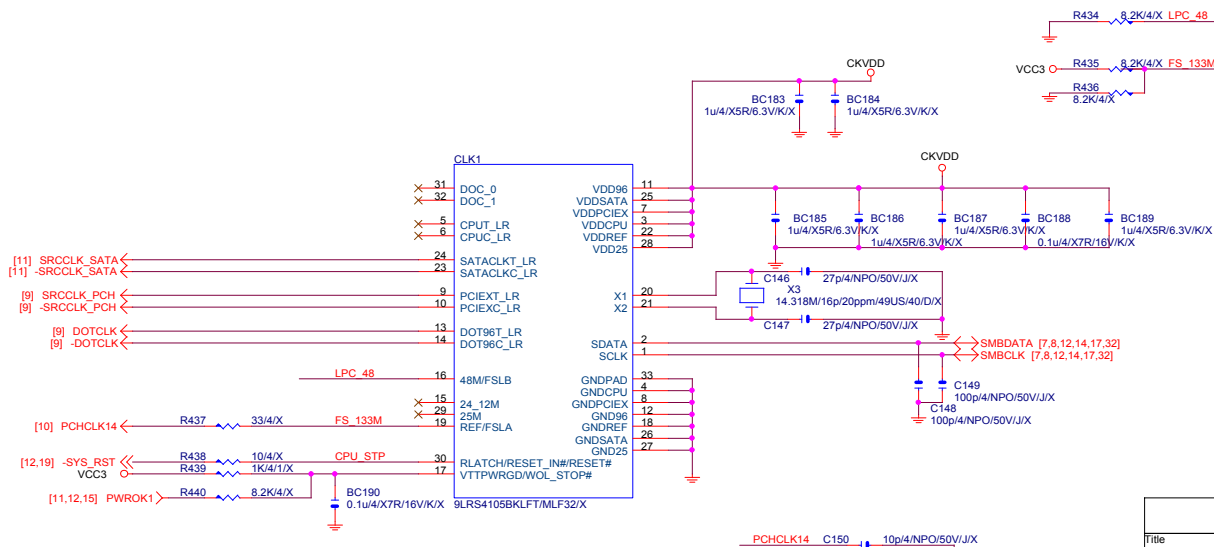 R434 8.2K/4/X LPC_48
VCC3 R435 8.2K/4/X FS_133M
R436
8.2K/4/X
CKVDD
BC183
1u/4/X5R/6.3V/K/X
BC184
1u/4/X5R/6.3V/K/X
CLK1
CKVDD
31 DOC_0
32 DOC_1
5 CPUT_LR
6 CPUC_LR
[11] SRCCLK_SATA 24 SATACLKT_LR
[11] -SRCCLK_SATA 23 SATACLKC_LR
[9] SRCCLK_PCH 9 PCIEXT_LR
[9] -SRCCLK_PCH 10 PCIEXC_LR
[9] DOTCLK 13 DOT96T_LR
[9] -DOTCLK 14 DOT96C_LR
LPC_48 16 48M/FSLB
15 24_12M
29 25M
[10] PCHCLK14 R437 33/4/X FS_133M 19 REF/FSLA
[12,19] -SYS_RST R438 10/4/X CPU_STP 30 RLATCH/RESET_IN#/RESET#
VCC3 R439 1K/4/1/X 17 VTTPWRGD/WOL_STOP#
[11,12,15] PWROK1 R440 8.2K/4/X
BC190
0.1u/4/X7R/16V/K/X
9LRS4105BKLFT/MLF32/X
VDD96 11
VDDSATA 25
VDDPCIEX 7
VDDCPU 3
VDDREF 22
VDD25 28
BC185
1u/4/X5R/6.3V/K/X
BC186
1u/4/X5R/6.3V/K/X
BC187
1u/4/X5R/6.3V/K/X
BC188
0.1u/4/X7R/16V/K/X
BC189
1u/4/X5R/6.3V/K/X
C146 27p/4/NPO/50V/J/X
X1 20
X2 21
X3
14.318M/16p/20ppm/49US/40/D/X
C147 27p/4/NPO/50V/J/X
SDATA 2 SMBDATA [7,8,12,14,17,32]
SCLK 1 SMBCLK [7,8,12,14,17,32]
GNDPAD 33
GNDCPU 4
GNDPCIEX 8
GND96 12
GNDREF 18
GNDSATA 26
GND25 27
C149
100p/4/NPO/50V/J/X
C148
100p/4/NPO/50V/J/X
PCHCLK14 C150 10p/4/NPO/50V/J/X
Title